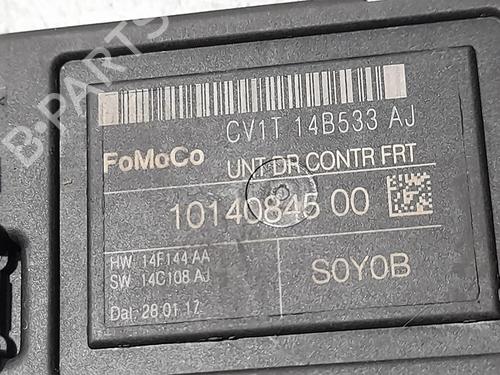 B-PARTS
CV1T 14B533 AJ
FoMoCo
UNT DR CONTR FRT
10140845 00
HW 14F144 AA
SW 14C108 AJ
S0Y0B
Dat 28.01.17